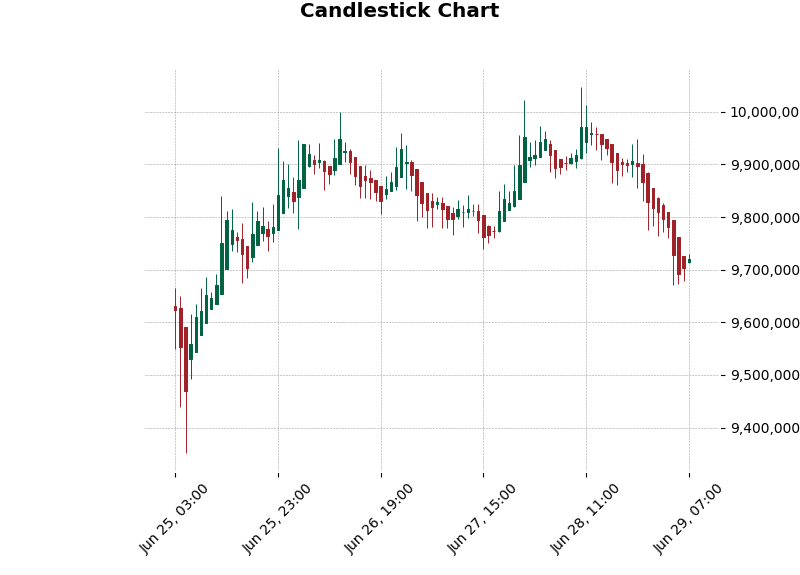 Candlestick Chart
10,000,00
9,900,000
9,800,000
9,700,000
9,600,000
9,500,000
9,400,000
Jun 25, 03:00
Jun 25, 23:00
Jun 26, 19:00
Jun 27, 15:00
Jun 28, 11:00
Jun 29, 07:00